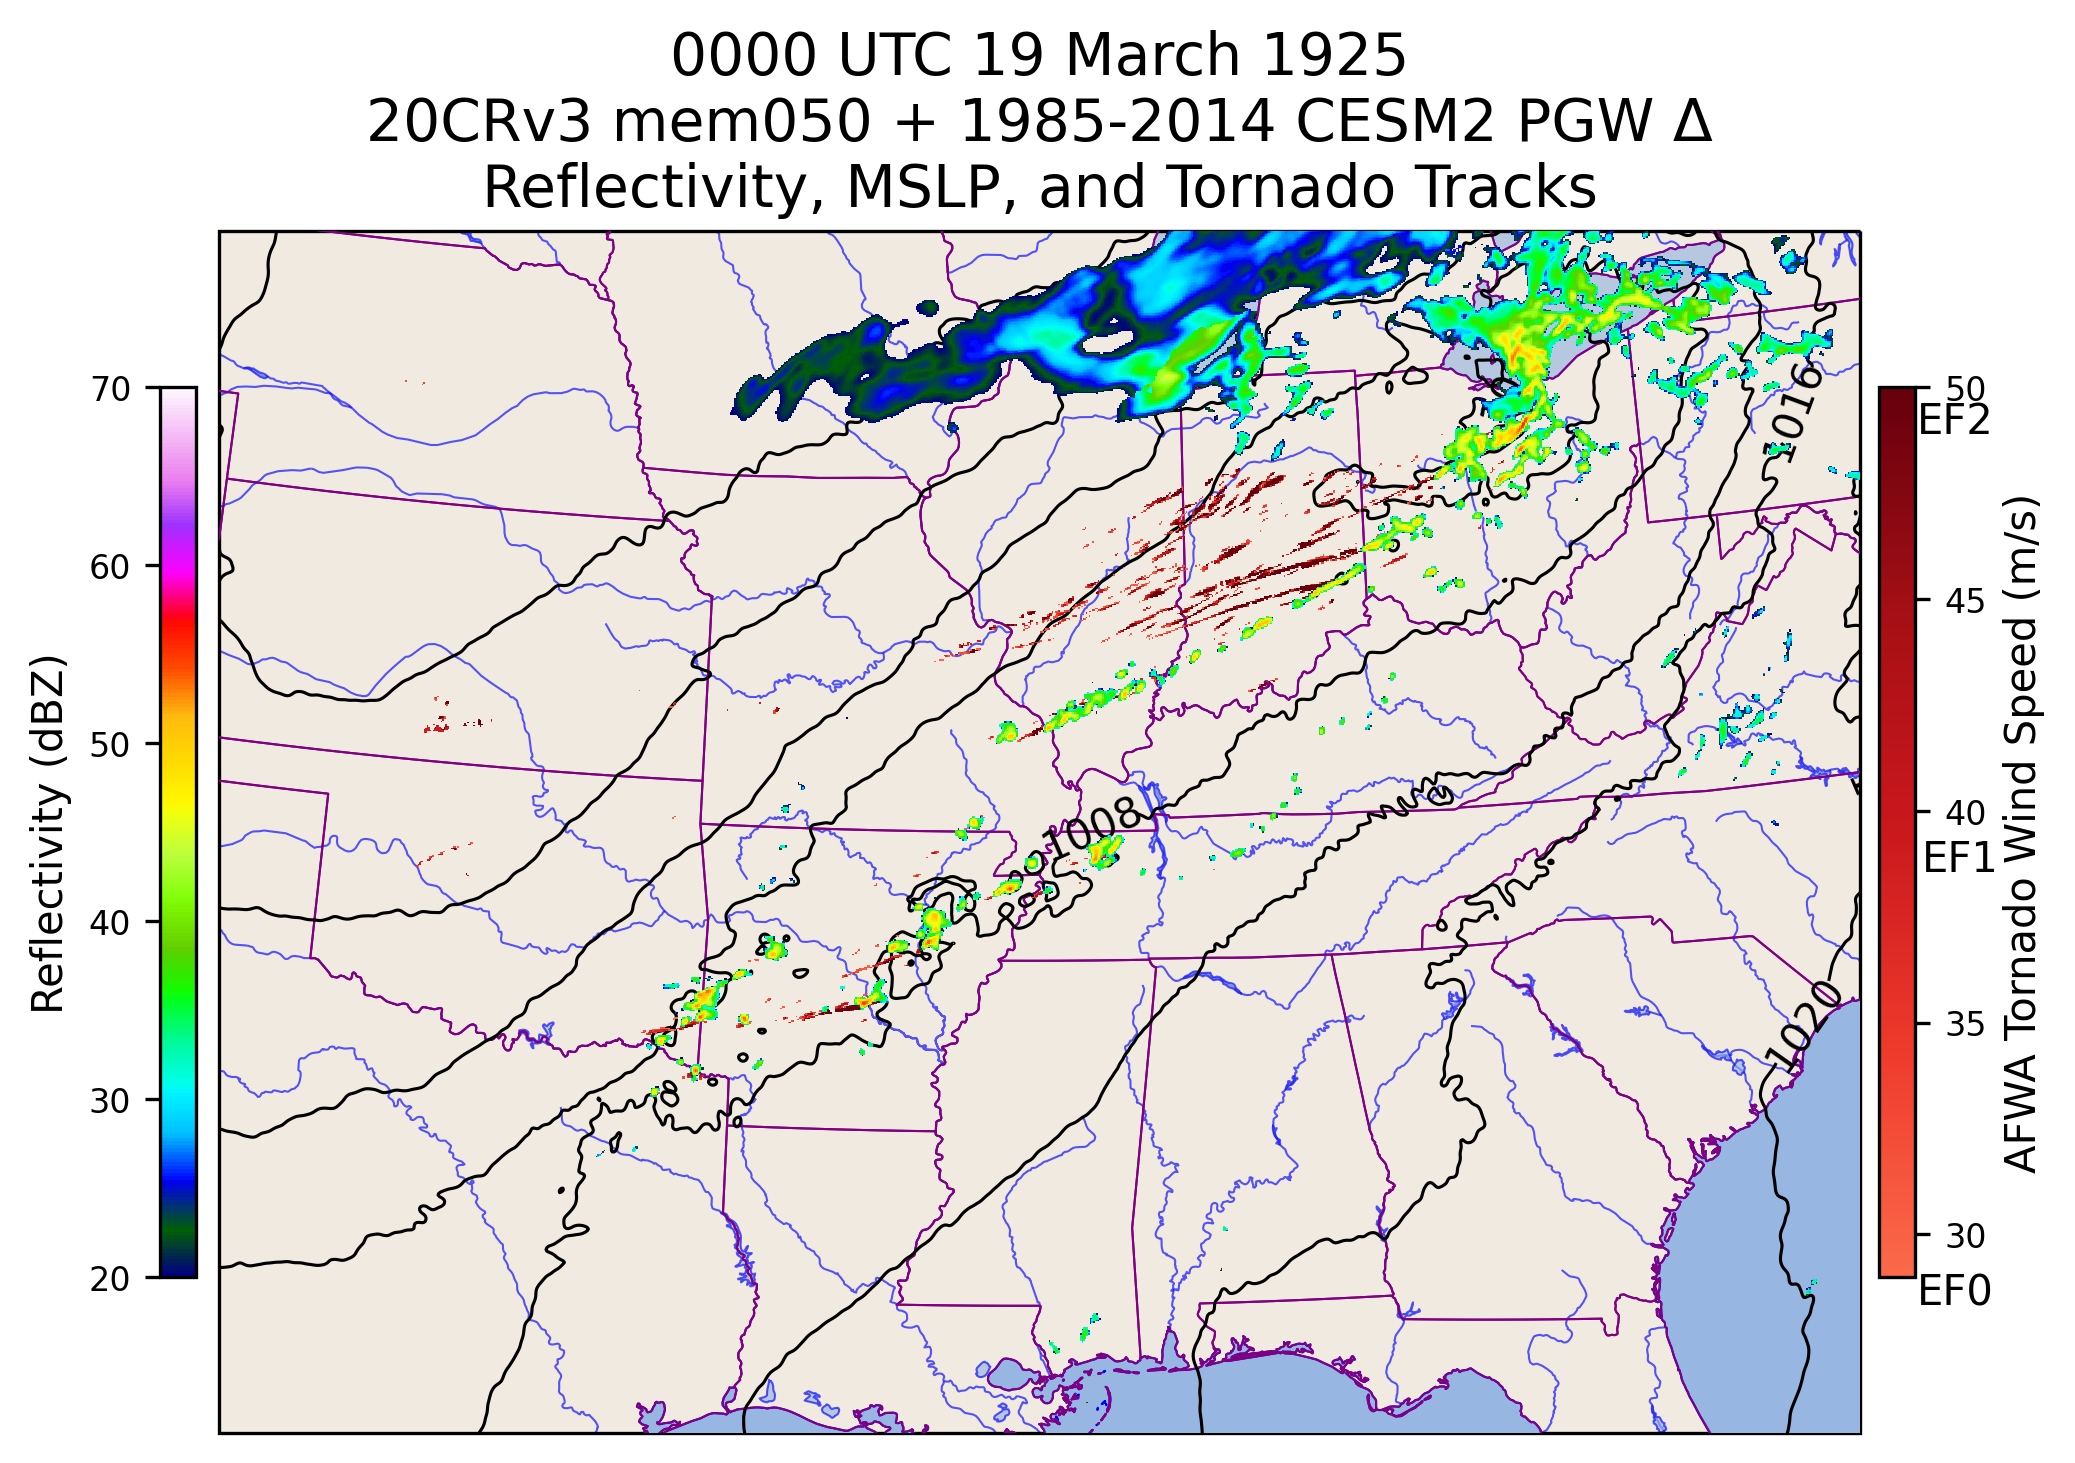 0000 UTC 19 March 1925
20CRv3 mem050 + 1985-2014 CESM2 PGW Δ
Reflectivity, MSLP, and Tornado Tracks
Reflectivity (dBZ)
70
60
50
40
30
20
1016
1008
1020
50
EF2
45
40
EF1
35
30
EF0
AFWA Tornado Wind Speed (m/s)